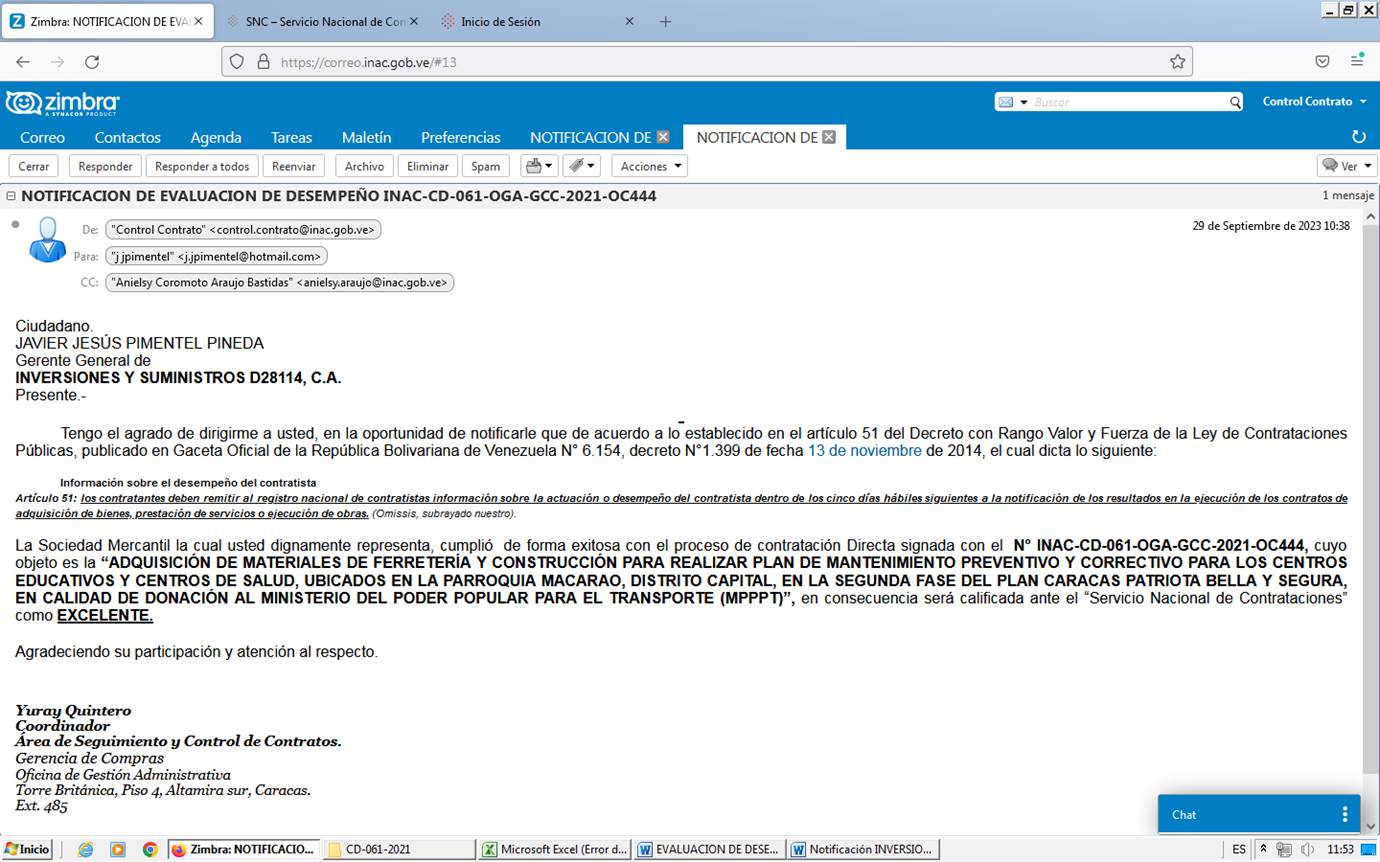 Zimbra: NOTIFICACION DE EVA
SNC – Servicio Nacional de Con
Inicio de Sesión
https://correo.inac.gob.ve/#13
zimbra
A SYNACOR PRODUCT
Buscar
Control Contrato
Correo Contactos Agenda Tareas Maletín Preferencias NOTIFICACION DE NOTIFICACION DE
Cerrar Responder Responder a todos Reenviar Archivo Eliminar Spam Acciones Ver
NOTIFICACION DE EVALUACION DE DESEMPEÑO INAC-CD-061-OGA-GCC-2021-OC444 1 mensaje
De: "Control Contrato" <control.contrato@inac.gob.ve> 29 de Septiembre de 2023 10:38
Para: "j jpimentel" <j.jpimentel@hotmail.com>
CC: "Anielsy Coromoto Araujo Bastidas" <anielsy.araujo@inac.gob.ve>
Ciudadano.
JAVIER JESÚS PIMENTEL PINEDA
Gerente General de
INVERSIONES Y SUMINISTROS D28114, C.A.
Presente.-
Tengo el agrado de dirigirme a usted, en la oportunidad de notificarle que de acuerdo a lo establecido en el artículo 51 del Decreto con Rango Valor y Fuerza de la Ley de Contrataciones
Públicas, publicado en Gaceta Oficial de la República Bolivariana de Venezuela N° 6.154, decreto N°1.399 de fecha 13 de noviembre de 2014, el cual dicta lo siguiente:
Información sobre el desempeño del contratista
Artículo 51: los contratantes deben remitir al registro nacional de contratistas información sobre la actuación o desempeño del contratista dentro de los cinco días hábiles siguientes a la notificación de los resultados en la ejecución de los contratos de
adquisición de bienes, prestación de servicios o ejecución de obras. (Omissis, subrayado nuestro).
La Sociedad Mercantil la cual usted dignamente representa, cumplió de forma exitosa con el proceso de contratación Directa signada con el N° INAC-CD-061-OGA-GCC-2021-OC444, cuyo
objeto es la “ADQUISICIÓN DE MATERIALES DE FERRETERÍA Y CONSTRUCCIÓN PARA REALIZAR PLAN DE MANTENIMIENTO PREVENTIVO Y CORRECTIVO PARA LOS CENTROS
EDUCATIVOS Y CENTROS DE SALUD, UBICADOS EN LA PARROQUIA MACARAO, DISTRITO CAPITAL, EN LA SEGUNDA FASE DEL PLAN CARACAS PATRIOTA BELLA Y SEGURA,
EN CALIDAD DE DONACIÓN AL MINISTERIO DEL PODER POPULAR PARA EL TRANSPORTE (MPPPT)”, en consecuencia será calificada ante el “Servicio Nacional de Contrataciones”
como EXCELENTE.
Agradeciendo su participación y atención al respecto.
Yuray Quintero
Coordinador
Área de Seguimiento y Control de Contratos.
Gerencia de Compras
Oficina de Gestión Administrativa
Torre Británica, Piso 4, Altamira sur, Caracas.
Ext. 485
Chat
Inicio Zimbra: NOTIFICACIO... CD-061-2021 Microsoft Excel (Error d... EVALUACION DE DESE... Notificación INVERSIO... ES 11:53